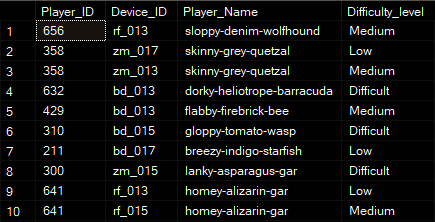 Player_ID Device_ID Player_Name Difficulty_level
1 656 rf_013 sloppy-denim-wolfhound Medium
2 358 zm_017 skinny-grey-quetzal Low
3 358 zm_013 skinny-grey-quetzal Medium
4 632 bd_013 dorky-heliotrope-barracuda Difficult
5 429 bd_013 flabby-firebrick-bee Medium
6 310 bd_015 gloppy-tomato-wasp Difficult
7 211 bd_017 breezy-indigo-starfish Low
8 300 zm_015 lanky-asparagus-gar Difficult
9 641 rf_013 homey-alizarin-gar Low
10 641 rf_015 homey-alizarin-gar Medium